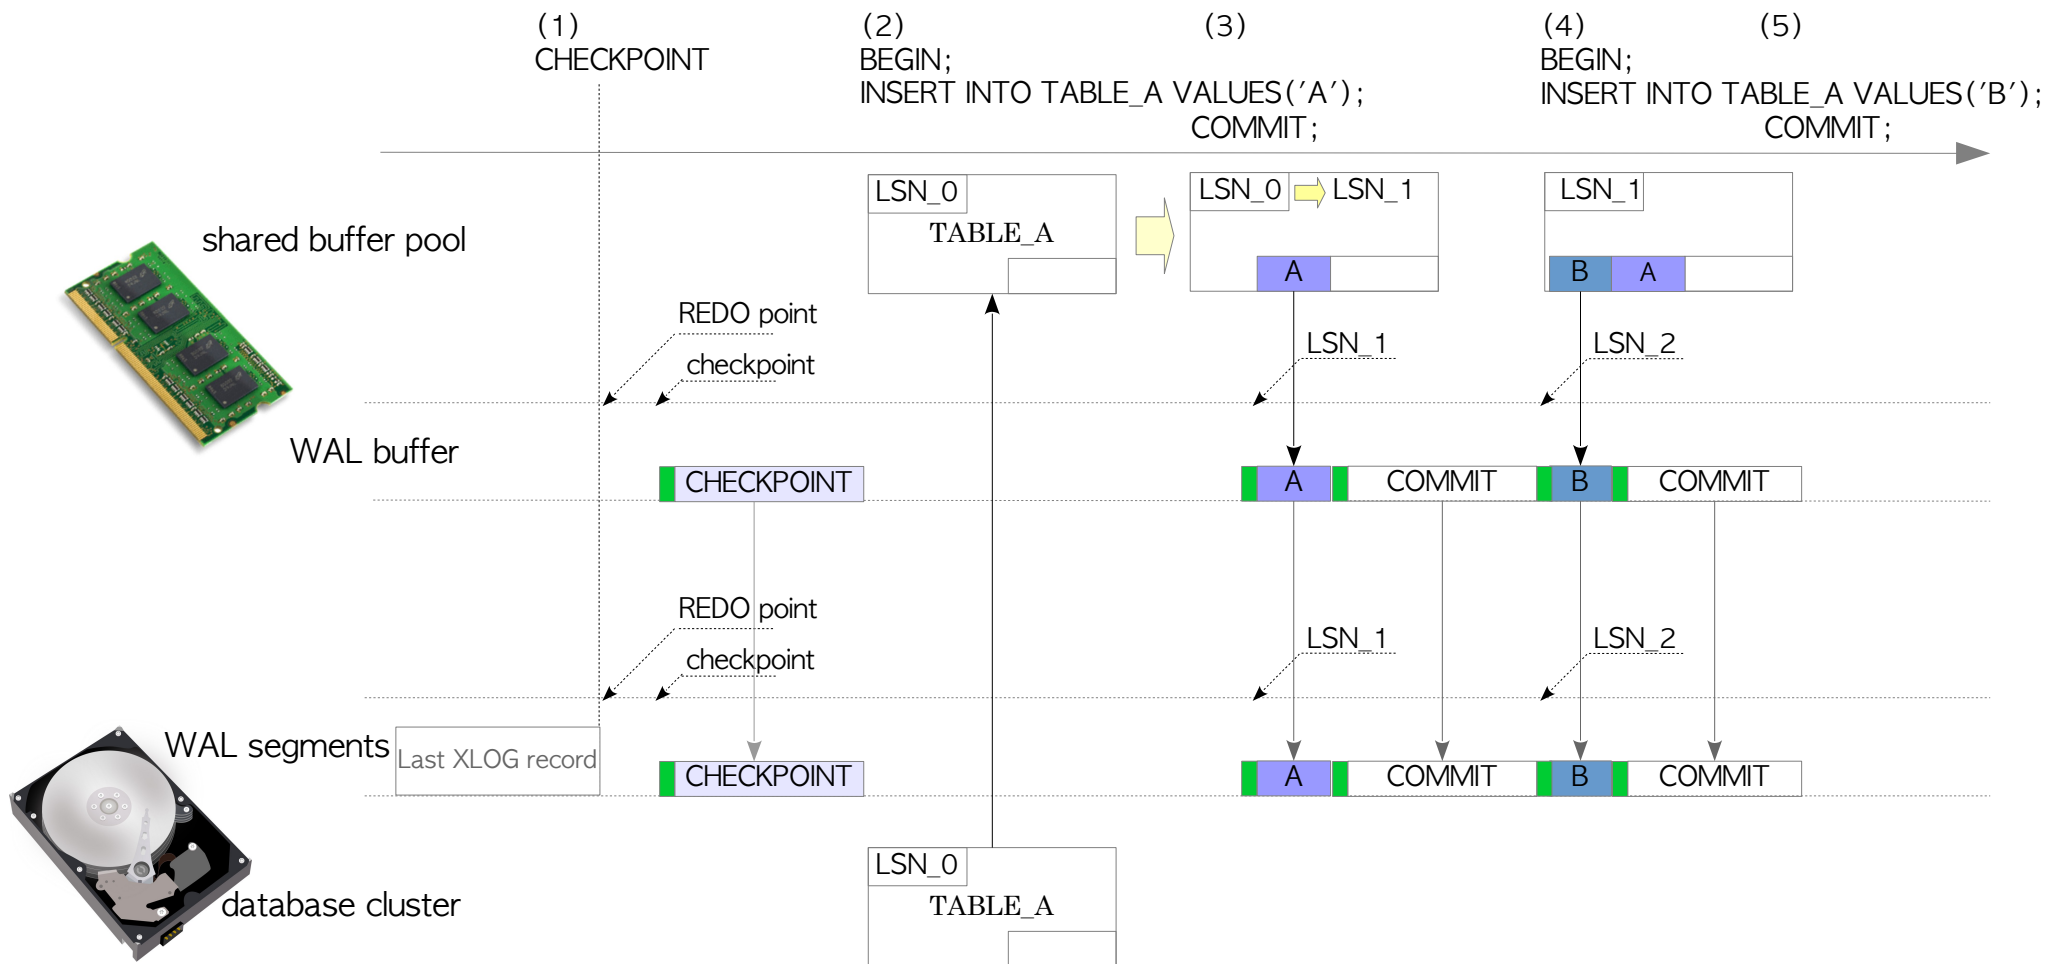 (1)
CHECKPOINT
(2)
BEGIN;
INSERT INTO TABLE_A VALUES('A');
(3)
COMMIT;
(4)
BEGIN;
INSERT INTO TABLE_A VALUES('B');
(5)
COMMIT;
shared buffer pool
LSN_0
TABLE_A
LSN_0
LSN_1
A
LSN_1
B
A
REDO point
checkpoint
LSN_1
LSN_2
WAL buffer
CHECKPOINT
A
COMMIT
B
COMMIT
REDO point
checkpoint
LSN_1
LSN_2
WAL segments
Last XLOG record
CHECKPOINT
A
COMMIT
B
COMMIT
database cluster
LSN_0
TABLE_A